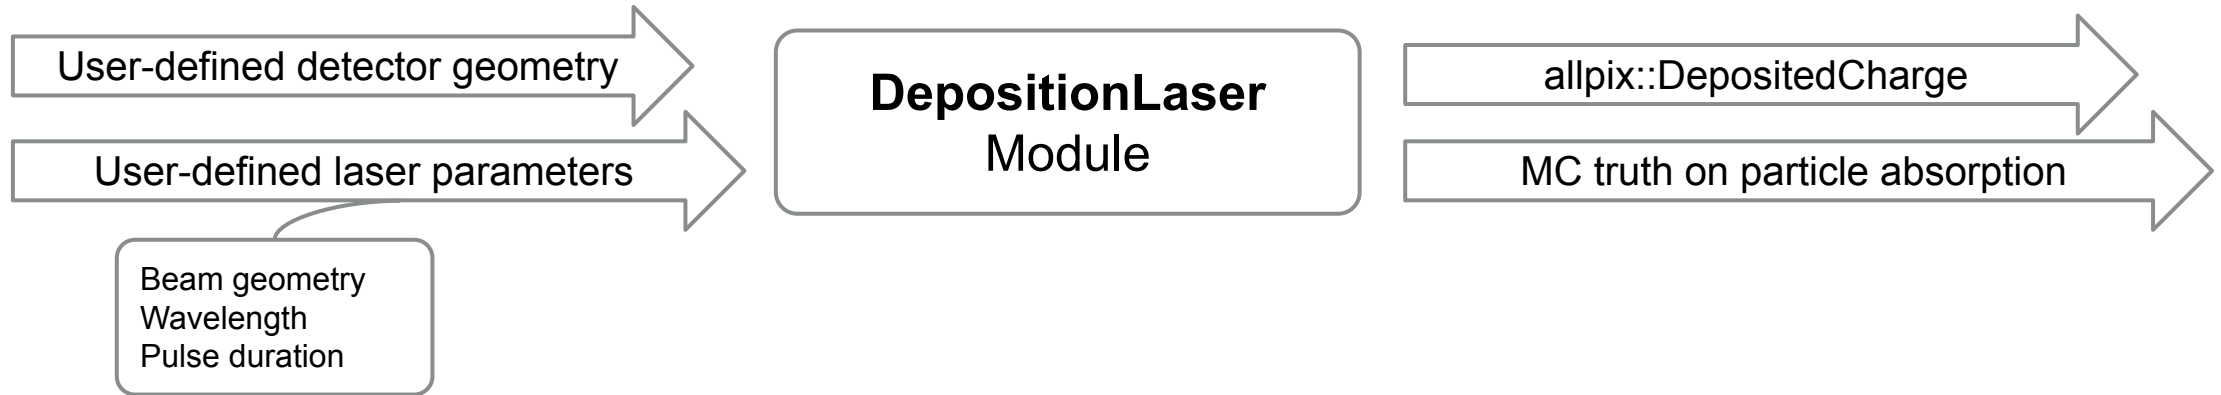 User-defined detector geometry
User-defined laser parameters
Beam geometry
Wavelength
Pulse duration
DepositionLaser
Module
allpix::DepositedCharge
MC truth on particle absorption